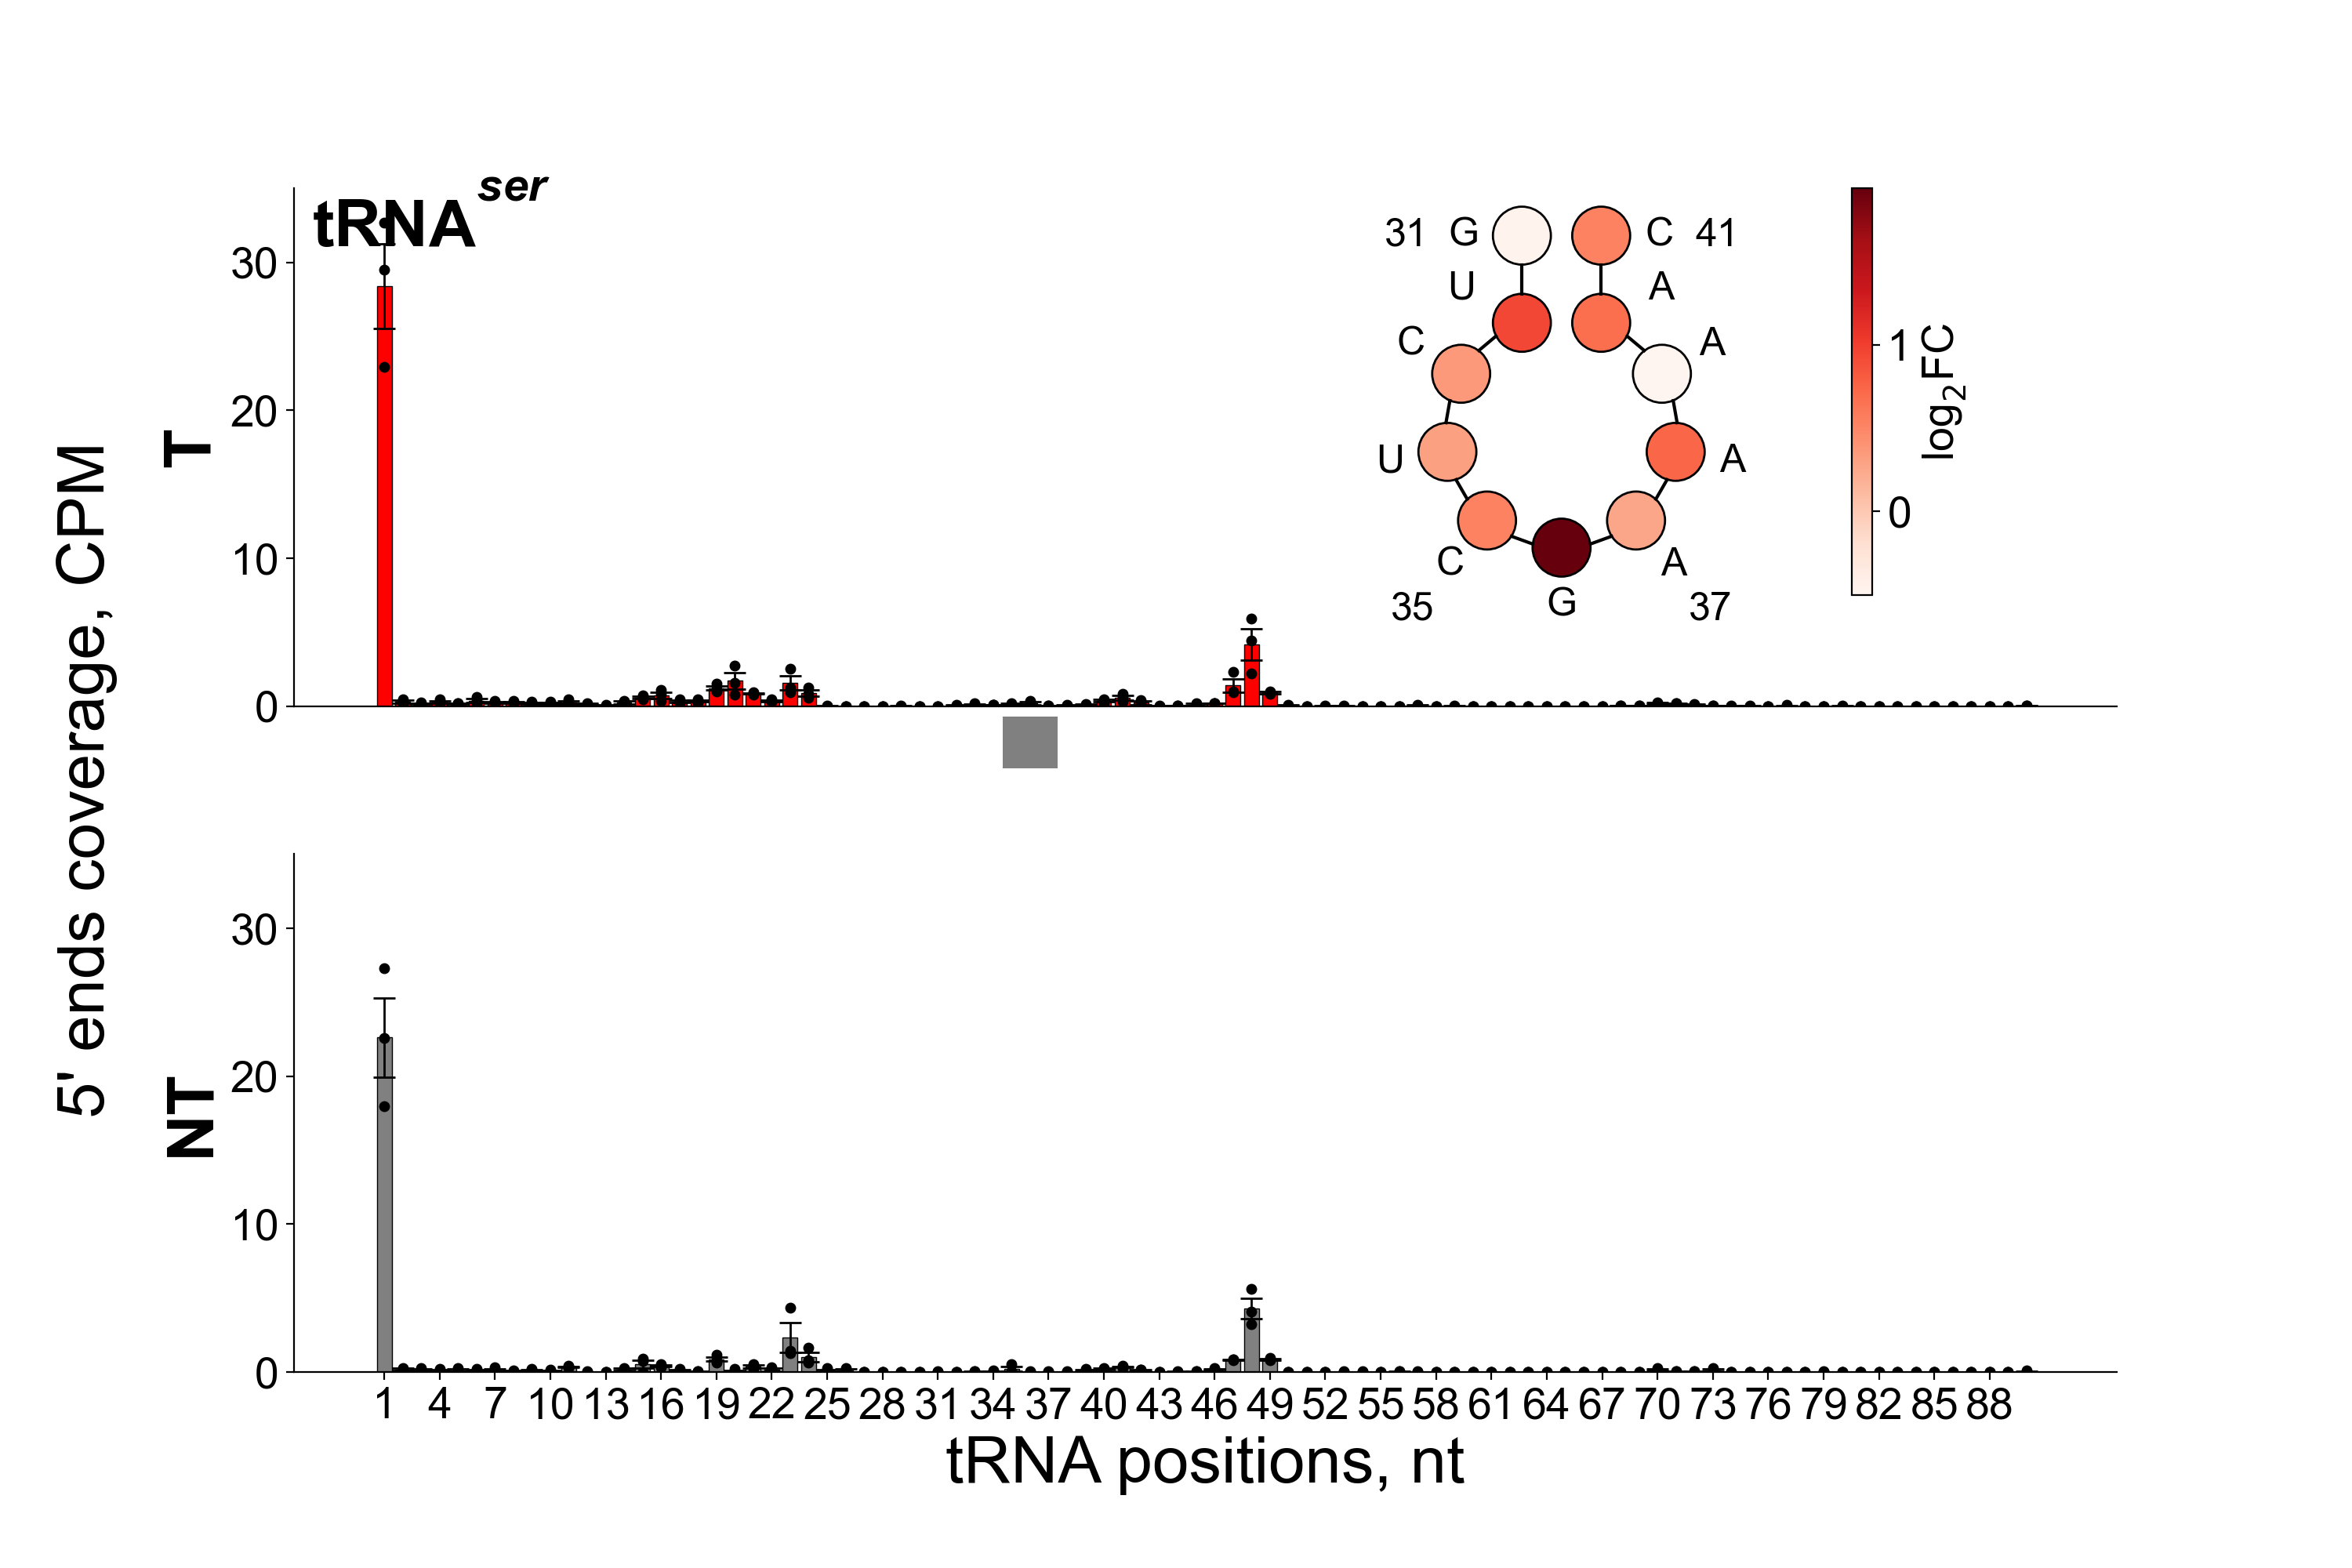 tRNA^ser
5' ends coverage, CPM
T
30
20
10
0
31 G C 41
U A
C A
U A
C A
35 G 37
1
0
log₂FC
NT
30
20
10
0
1 4 7 10 13 16 19 22 25 28 31 34 37 40 43 46 49 52 55 58 61 64 67 70 73 76 79 82 85 88
tRNA positions, nt